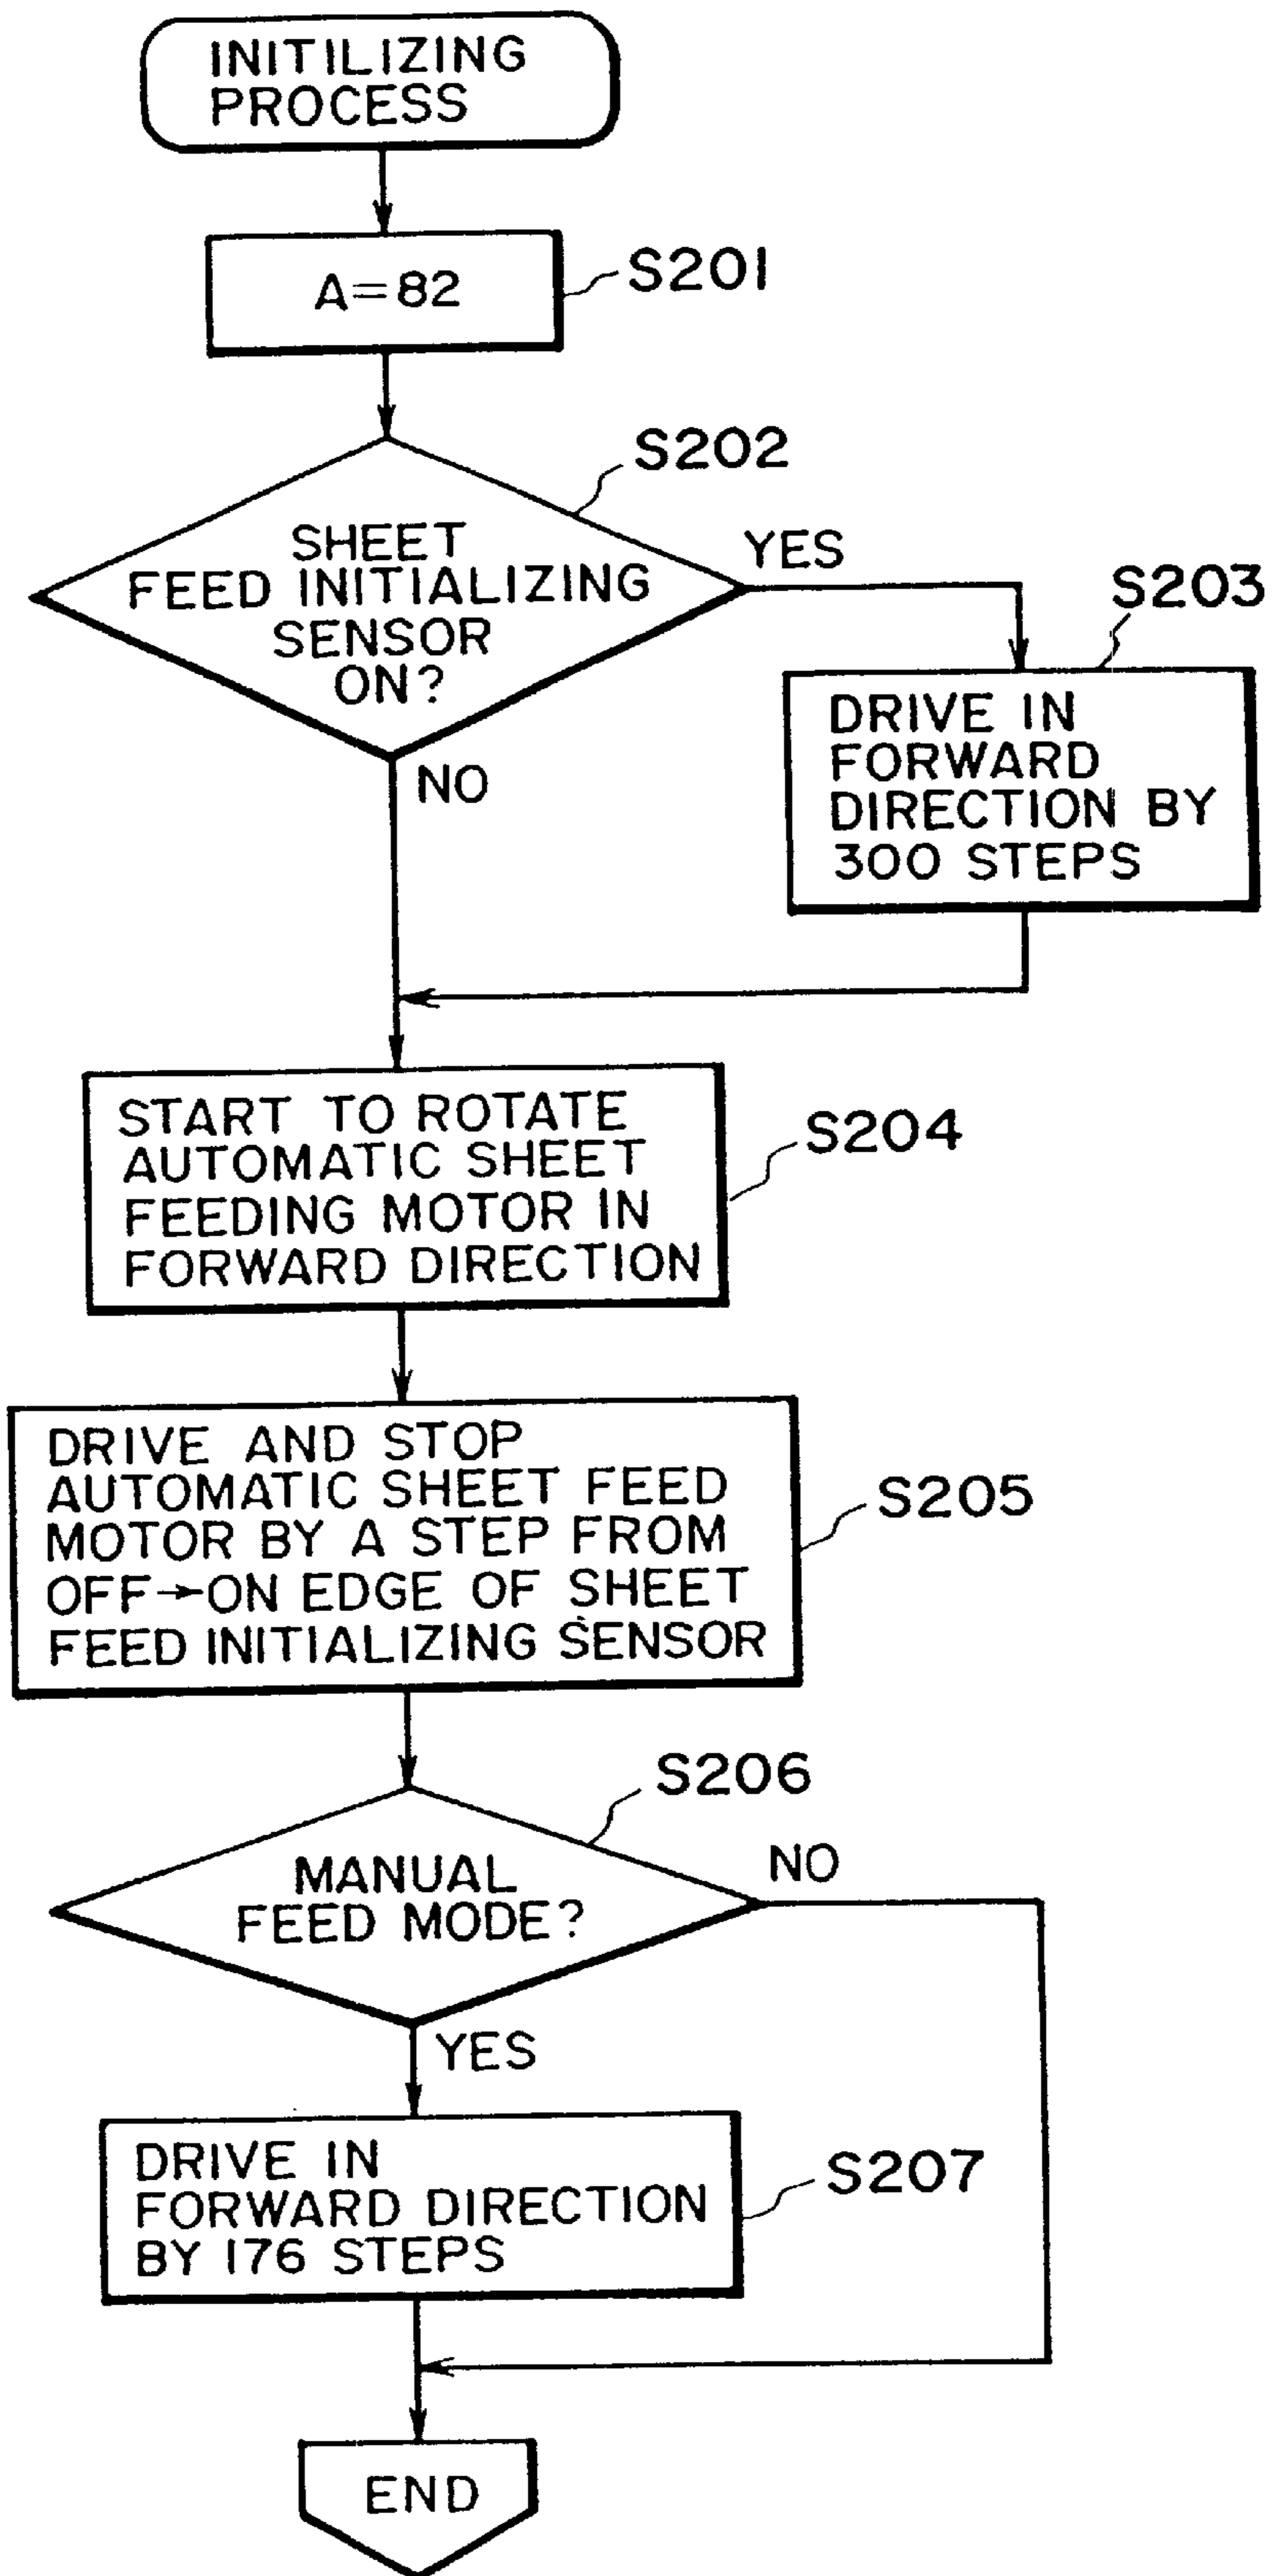 INITILIZING
PROCESS
A=82
S201
S202
SHEET
FEED INITIALIZING
SENSOR
ON?
YES
NO
S203
DRIVE IN
FORWARD
DIRECTION BY
300 STEPS
START TO ROTATE
AUTOMATIC SHEET
FEEDING MOTOR IN
FORWARD DIRECTION
S204
DRIVE AND STOP
AUTOMATIC SHEET FEED
MOTOR BY A STEP FROM
OFF→ON EDGE OF SHEET
FEED INITIALIZING SENSOR
S205
S206
MANUAL
FEED MODE?
NO
YES
DRIVE IN
FORWARD DIRECTION
BY 176 STEPS
S207
END